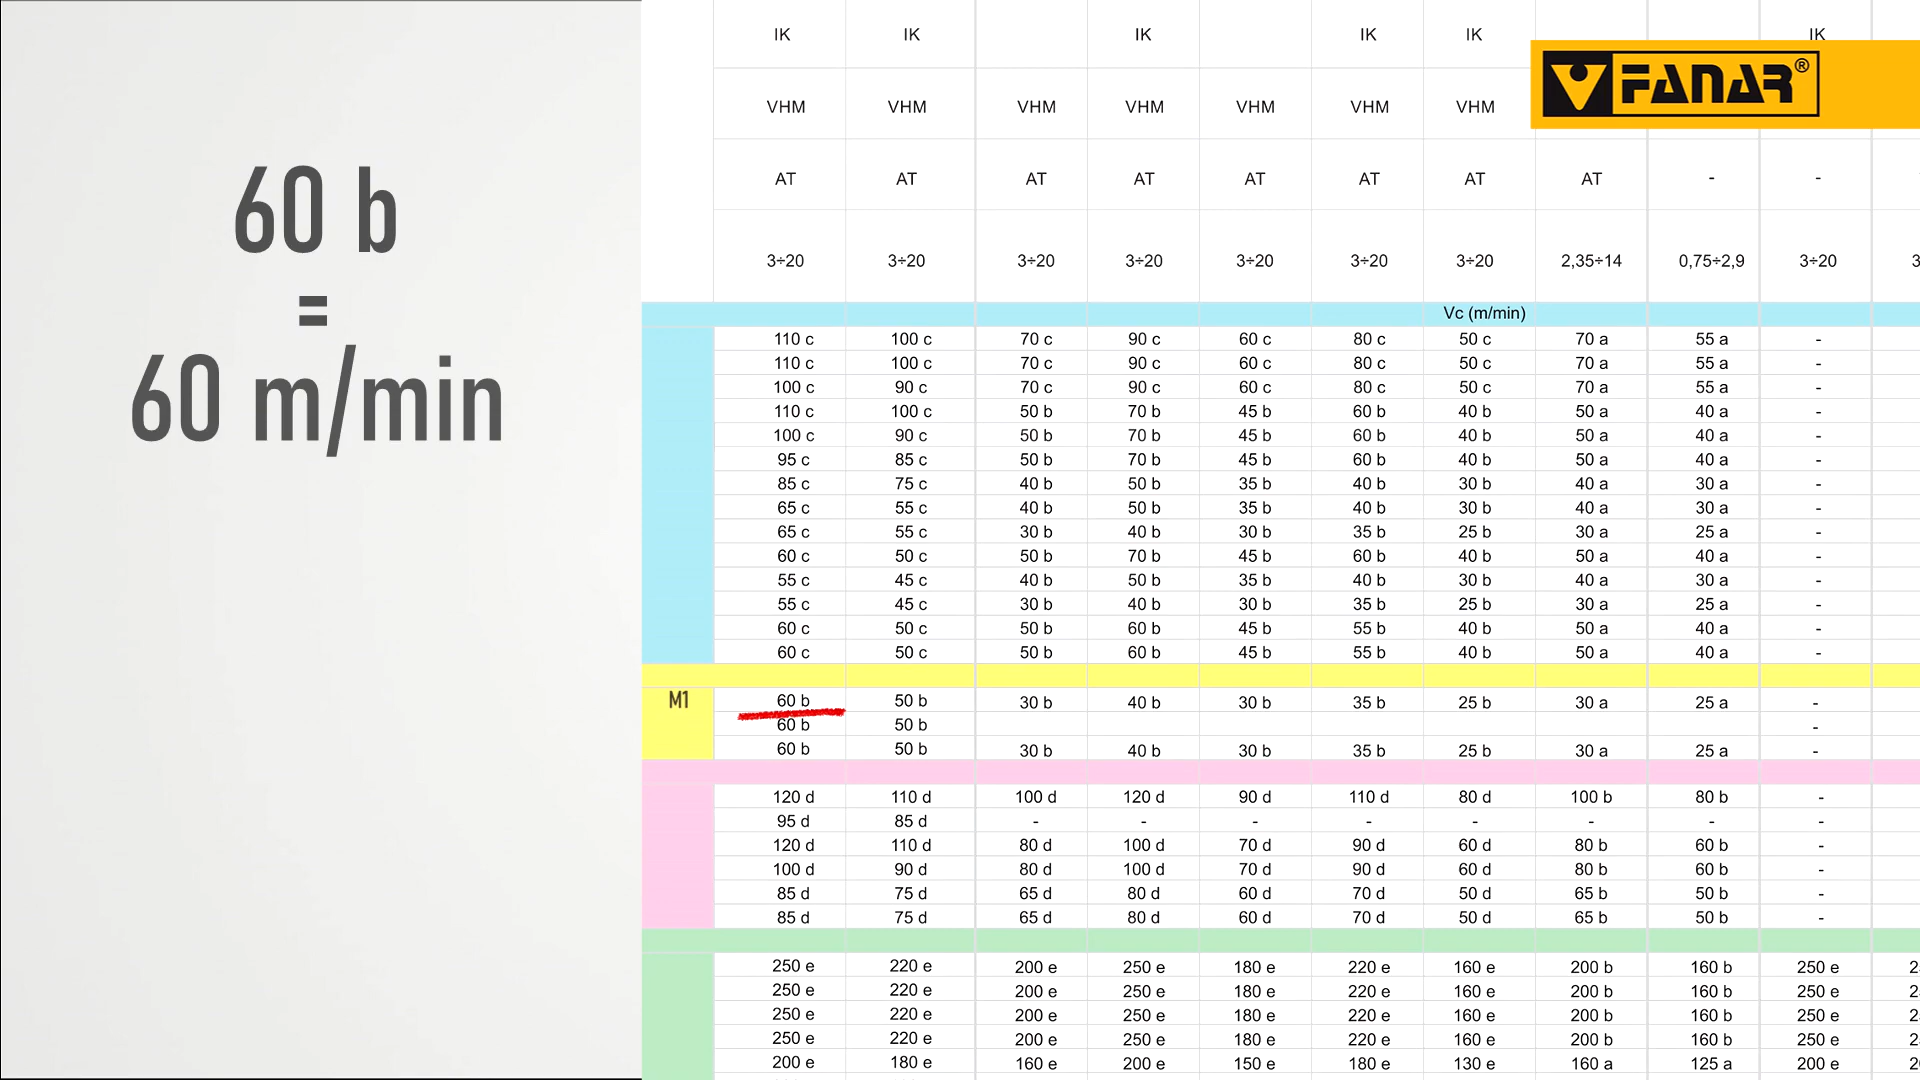 60 b
=
60 m/min
IK IK IK IK IK IK
FANAR®
VHM VHM VHM VHM VHM VHM VHM
AT AT AT AT AT AT AT AT - -
3÷20 3÷20 3÷20 3÷20 3÷20 3÷20 3÷20 2,35÷14 0,75÷2,9 3÷20 3
Vc (m/min)
110 c 100 c 70 c 90 c 60 c 80 c 50 c 70 a 55 a -
110 c 100 c 70 c 90 c 60 c 80 c 50 c 70 a 55 a -
100 c 90 c 70 c 90 c 60 c 80 c 50 c 70 a 55 a -
110 c 100 c 50 b 70 b 45 b 60 b 40 b 50 a 40 a -
100 c 90 c 50 b 70 b 45 b 60 b 40 b 50 a 40 a -
95 c 85 c 50 b 70 b 45 b 60 b 40 b 50 a 40 a -
85 c 75 c 40 b 50 b 35 b 40 b 30 b 40 a 30 a -
65 c 55 c 40 b 50 b 35 b 40 b 30 b 40 a 30 a -
65 c 55 c 30 b 40 b 30 b 35 b 25 b 30 a 25 a -
60 c 50 c 50 b 70 b 45 b 60 b 40 b 50 a 40 a -
55 c 45 c 40 b 50 b 35 b 40 b 30 b 40 a 30 a -
55 c 45 c 30 b 40 b 30 b 35 b 25 b 30 a 25 a -
60 c 50 c 50 b 60 b 45 b 55 b 40 b 50 a 40 a -
60 c 50 c 50 b 60 b 45 b 55 b 40 b 50 a 40 a -
M1 60 b 50 b 30 b 40 b 30 b 35 b 25 b 30 a 25 a -
60 b 50 b -
60 b 50 b 30 b 40 b 30 b 35 b 25 b 30 a 25 a -
120 d 110 d 100 d 120 d 90 d 110 d 80 d 100 b 80 b -
95 d 85 d - - - - - - - -
120 d 110 d 80 d 100 d 70 d 90 d 60 d 80 b 60 b -
100 d 90 d 80 d 100 d 70 d 90 d 60 d 80 b 60 b -
85 d 75 d 65 d 80 d 60 d 70 d 50 d 65 b 50 b -
85 d 75 d 65 d 80 d 60 d 70 d 50 d 65 b 50 b -
250 e 220 e 200 e 250 e 180 e 220 e 160 e 200 b 160 b 250 e 2
250 e 220 e 200 e 250 e 180 e 220 e 160 e 200 b 160 b 250 e 2
250 e 220 e 200 e 250 e 180 e 220 e 160 e 200 b 160 b 250 e 2
250 e 220 e 200 e 250 e 180 e 220 e 160 e 200 b 160 b 250 e 2
200 e 180 e 160 e 200 e 150 e 180 e 130 e 160 a 125 a 200 e 2